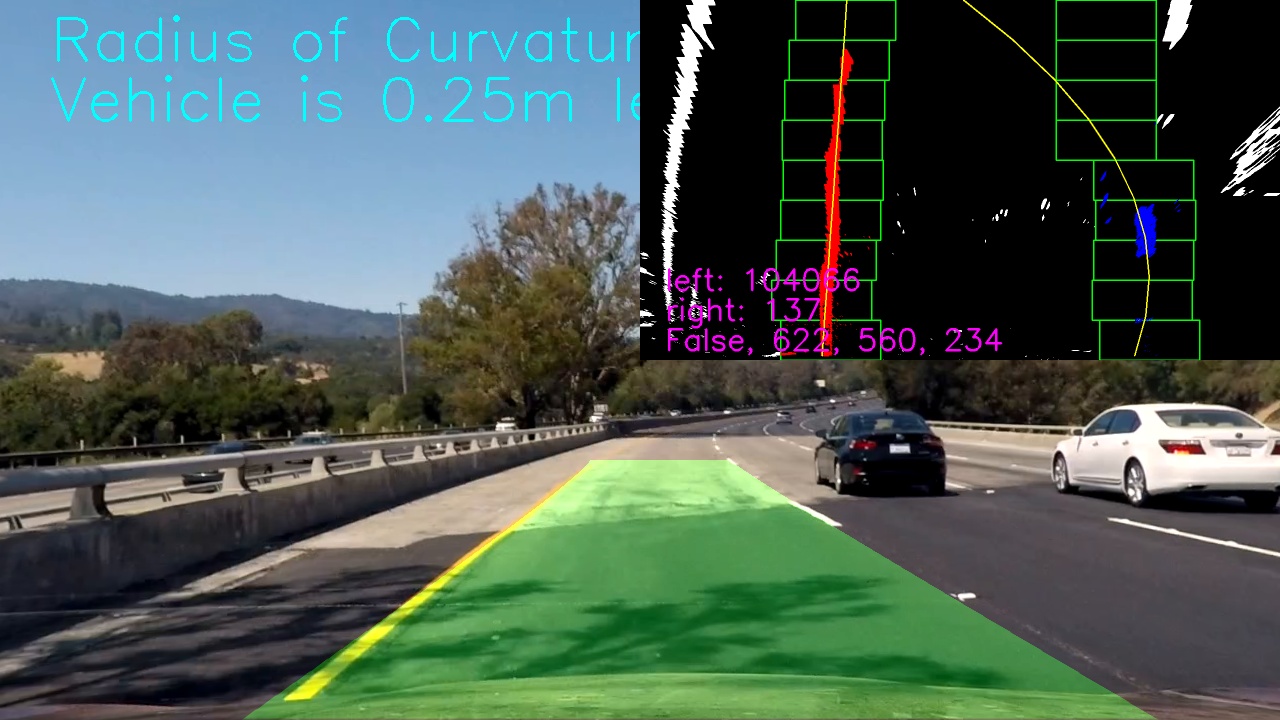 Radius of Curvatur
Vehicle is 0.25m le
left: 104066
right: 137
False, 622, 560, 234